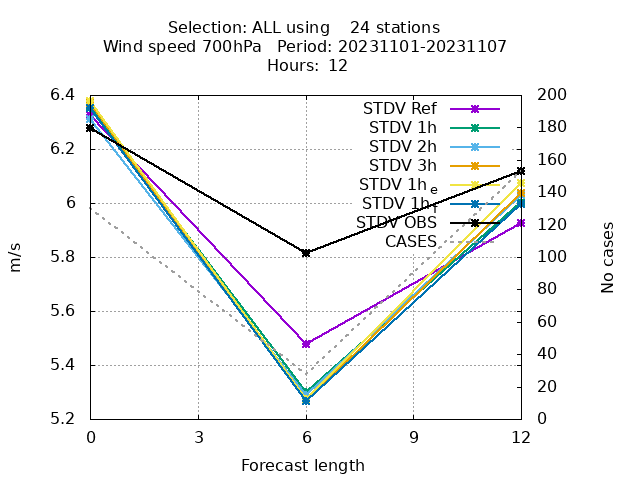 Selection: ALL using 24 stations
Wind speed 700hPa Period: 20231101-20231107
Hours: 12
6.4
6.2
6
5.8
5.6
5.4
5.2
m/s
200
180
160
140
120
100
80
60
40
20
0
No cases
STDV Ref
STDV 1h
STDV 2h
STDV 3h
STDV 1h e
STDV 1h f
STDV OBS
CASES
0 3 6 9 12
Forecast length